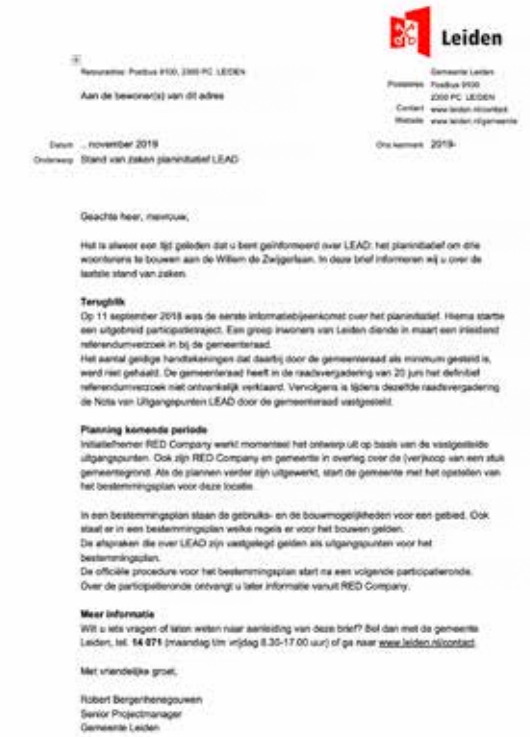 Leiden
Retouradres: Postbus 9100, 2300 PC LEIDEN
Gemeente Leiden
Postadres Postbus 9100
2300 PC LEIDEN
Contact www.leiden.nl/contact
Website www.leiden.nl/gemeente
Aan de bewoner(s) van dit adres
Datum .. november 2019
Ons kenmerk 2019-
Onderwerp Stand van zaken planinitiatief LEAD
Geachte heer, mevrouw,
Het is alweer een tijd geleden dat u bent geïnformeerd over LEAD: het planinitiatief om drie
woontorens te bouwen aan de Willem de Zwijgerlaan. In deze brief informeren wij u over de
laatste stand van zaken.
Terugblik
Op 11 september 2018 was de eerste informatiebijeenkomst over het planinitiatief. Hierna startte
een uitgebreid participatietraject. Een groep inwoners van Leiden diende in maart een inleidend
referendumverzoek in bij de gemeenteraad.
Het aantal geldige handtekeningen dat daarbij door de gemeenteraad als minimum gesteld is,
werd niet gehaald. De gemeenteraad heeft in de raadsvergadering van 20 juni het definitief
referendumverzoek niet ontvankelijk verklaard. Vervolgens is tijdens dezelfde raadsvergadering
de Nota van Uitgangspunten LEAD door de gemeenteraad vastgesteld.
Planning komende periode
Initiatiefnemer RED Company werkt momenteel het ontwerp uit op basis van de vastgestelde
uitgangspunten. Ook zijn RED Company en gemeente in overleg over de (ver)koop van een stuk
gemeentegrond. Als de plannen verder zijn uitgewerkt, start de gemeente met het opstellen van
het bestemmingsplan voor deze locatie.
In een bestemmingsplan staan de gebruiks- en de bouwmogelijkheden voor een gebied. Ook
staat er in een bestemmingsplan welke regels er voor het bouwen gelden.
De afspraken die over LEAD zijn vastgelegd gelden als uitgangspunten voor het
bestemmingsplan.
De officiële procedure voor het bestemmingsplan start na een volgende participatieronde.
Over de participatieronde ontvangt u later informatie vanuit RED Company.
Meer informatie
Wilt u iets vragen of laten weten naar aanleiding van deze brief? Bel dan met de gemeente
Leiden, tel. 14 071 (maandag t/m vrijdag 8.30-17.00 uur) of ga naar www.leiden.nl/contact.
Met vriendelijke groet,
Robert Bergenhenegouwen
Senior Projectmanager
Gemeente Leiden